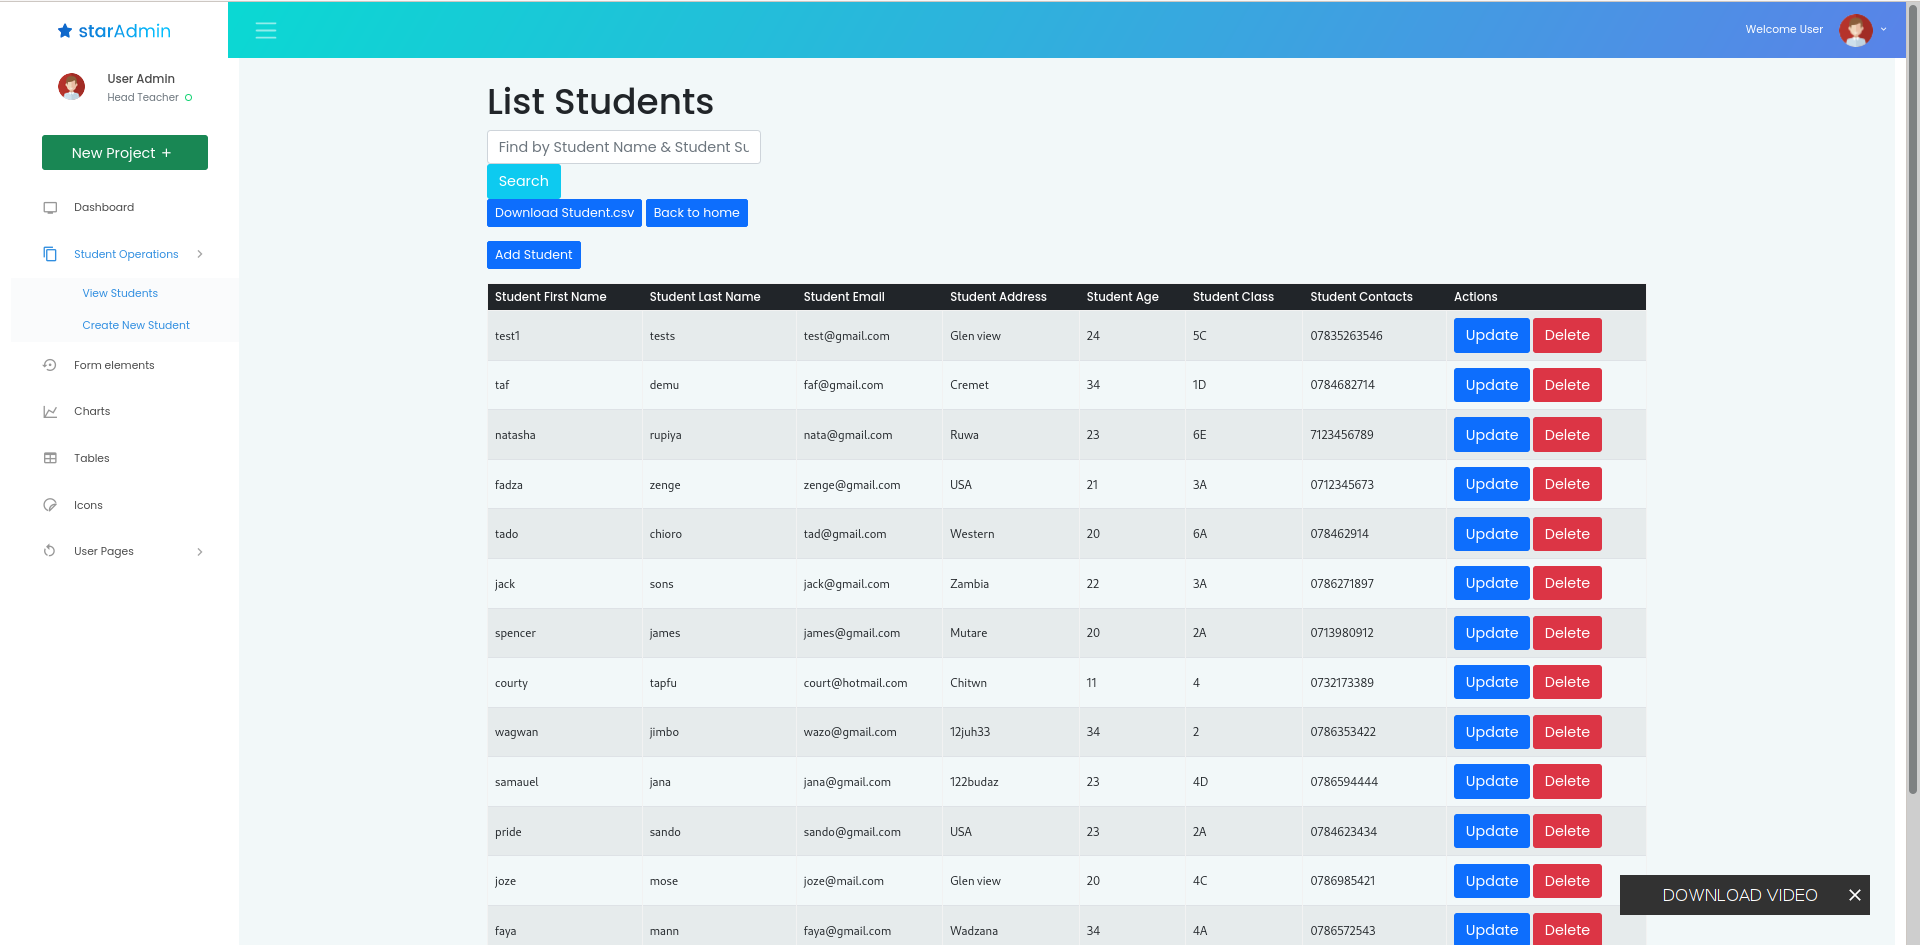 starAdmin
Welcome User
User Admin
Head Teacher
New Project +
Dashboard
Student Operations
View Students
Create New Student
Form elements
Charts
Tables
Icons
User Pages
List Students
Find by Student Name & Student Su
Search
Download Student.csv Back to home
Add Student
Student First Name Student Last Name Student Email Student Address Student Age Student Class Student Contacts Actions
test1 tests test@gmail.com Glen view 24 5C 07835263546 Update Delete
taf demu faf@gmail.com Cremet 34 1D 0784682714 Update Delete
natasha rupiya nata@gmail.com Ruwa 23 6E 7123456789 Update Delete
fadza zenge zenge@gmail.com USA 21 3A 0712345673 Update Delete
tado chioro tad@gmail.com Western 20 6A 078462914 Update Delete
jack sons jack@gmail.com Zambia 22 3A 0786271897 Update Delete
spencer james james@gmail.com Mutare 20 2A 0713980912 Update Delete
courty tapfu court@hotmail.com Chitwn 11 4 0732173389 Update Delete
wagwan jimbo wazo@gmail.com 12juh33 34 2 0786353422 Update Delete
samauel jana jana@gmail.com 122budaz 23 4D 0786594444 Update Delete
pride sando sando@gmail.com USA 23 2A 0784623434 Update Delete
joze mose joze@mail.com Glen view 20 4C 0786985421 Update Delete
faya mann faya@gmail.com Wadzana 34 4A 0786572543 Update Delete
DOWNLOAD VIDEO